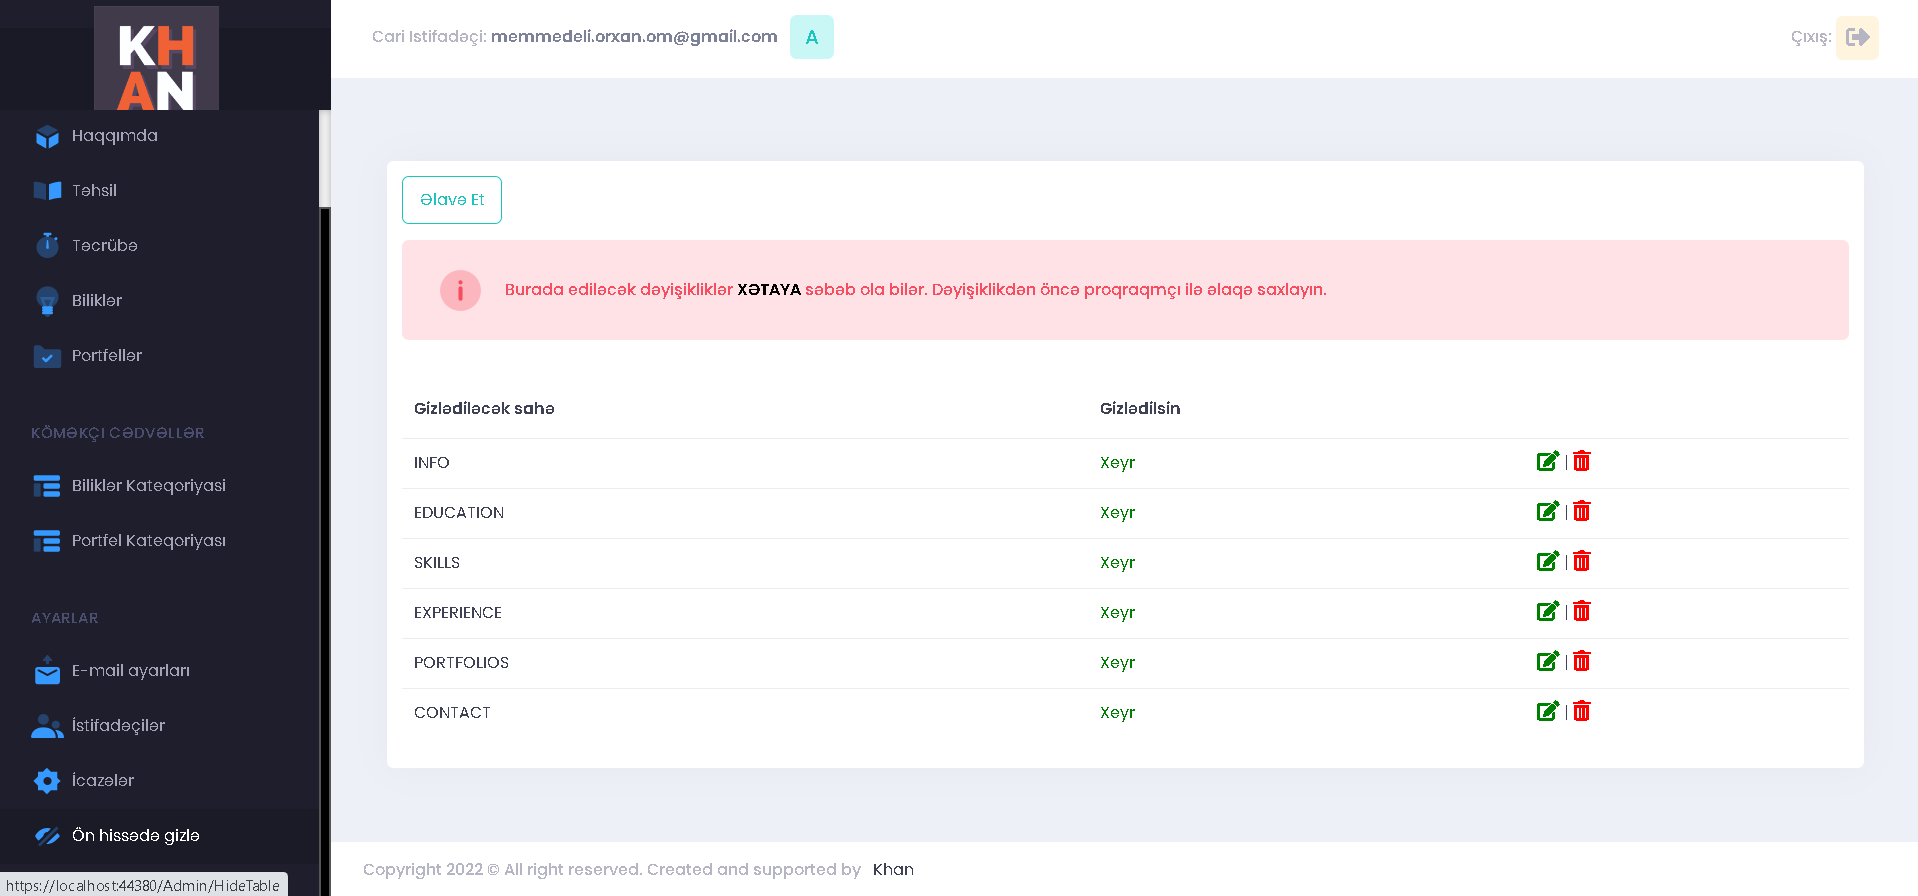 KH
AN
Haqqımda
Təhsil
Təcrübə
Biliklər
Portfellər
KÖMƏKÇI CƏDVƏLLƏR
Biliklər Kateqoriyasi
Portfel Kateqoriyası
AYARLAR
E-mail ayarları
İstifadəçilər
İcazələr
Ön hissədə gizlə
https://localhost:44380/Admin/HideTable
Cari Istifadəçi: memmedeli.orxan.om@gmail.com A
Çıxış:
Əlavə Et
Burada ediləcək dəyişikliklər XƏTAYA səbəb ola bilər. Dəyişiklikdən öncə proqraqmçı ilə əlaqə saxlayın.
Gizlədiləcək sahə Gizlədilsin
INFO Xeyr |
EDUCATION Xeyr |
SKILLS Xeyr |
EXPERIENCE Xeyr |
PORTFOLIOS Xeyr |
CONTACT Xeyr |
Copyright 2022 © All right reserved. Created and supported by Khan